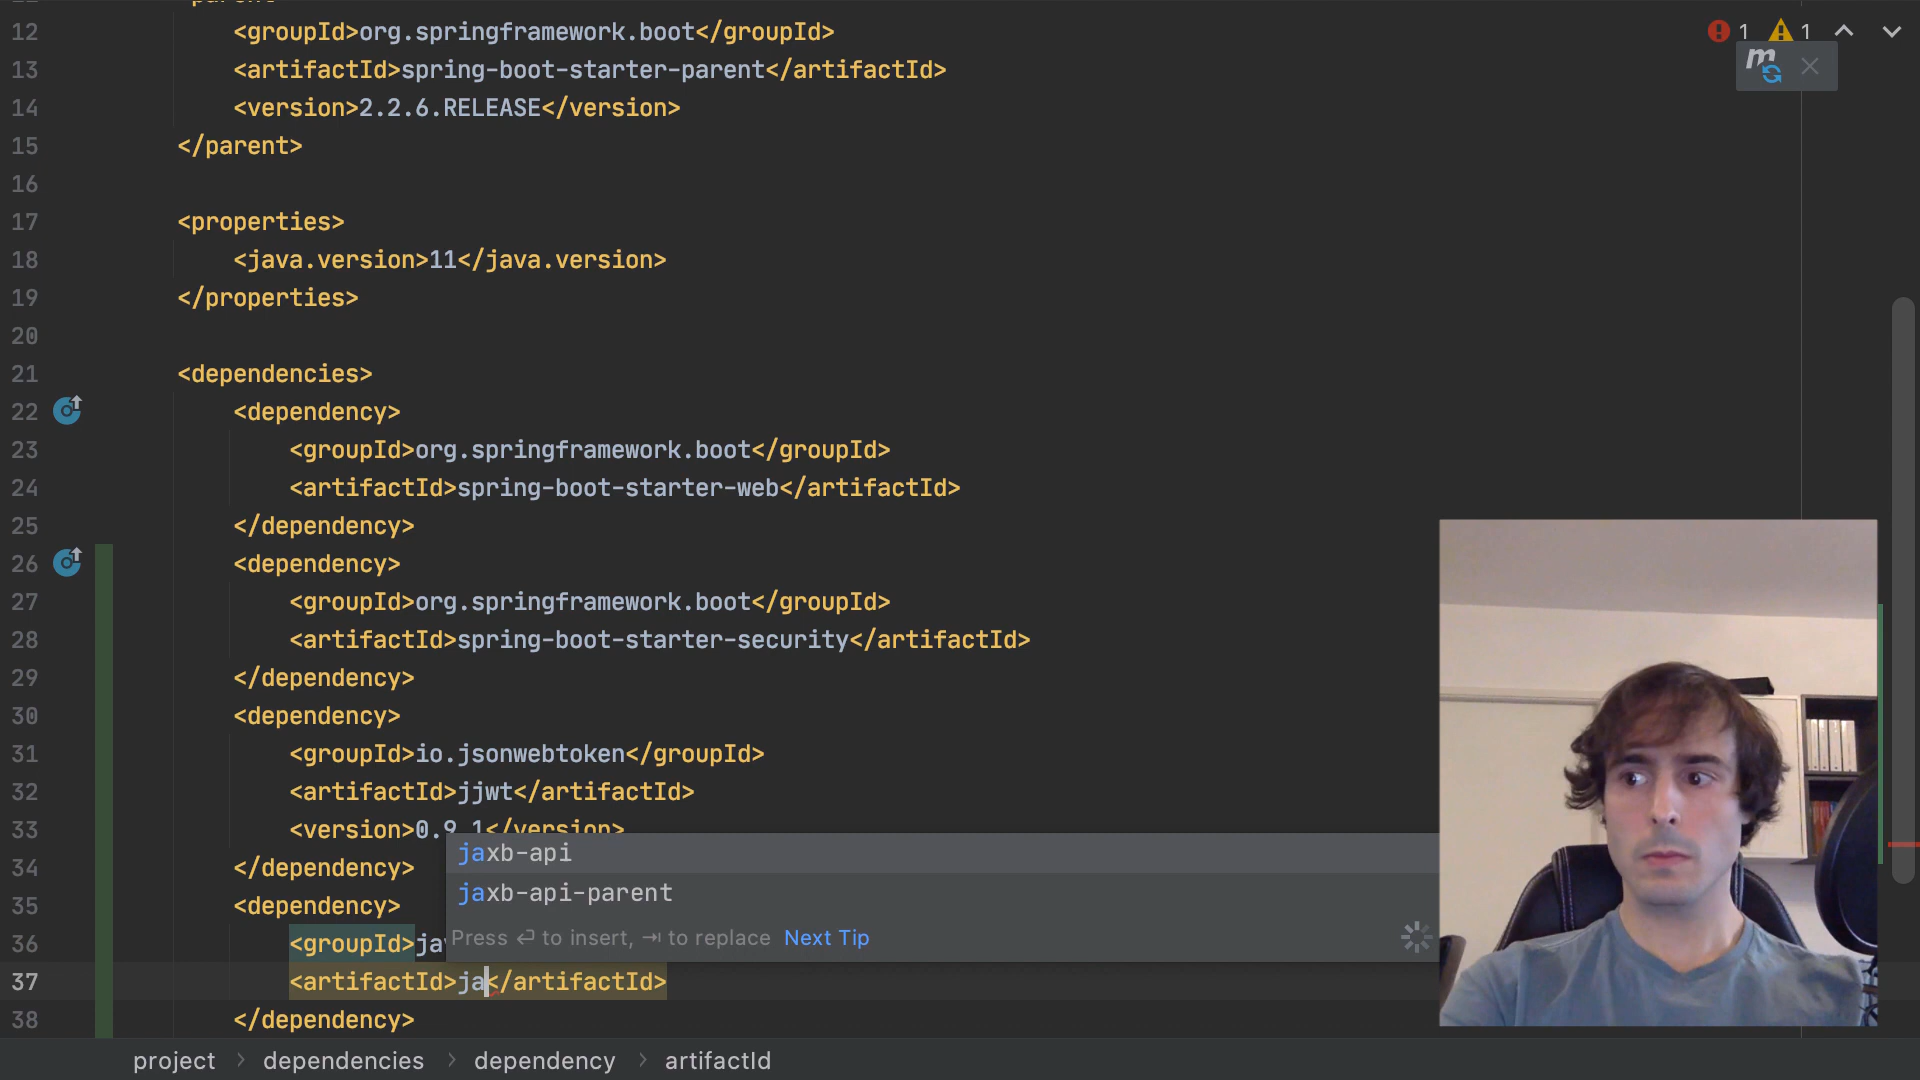 12 <groupId>org.springframework.boot</groupId>
13 <artifactId>spring-boot-starter-parent</artifactId>
14 <version>2.2.6.RELEASE</version>
15 </parent>
16
17 <properties>
18 <java.version>11</java.version>
19 </properties>
20
21 <dependencies>
22 <dependency>
23 <groupId>org.springframework.boot</groupId>
24 <artifactId>spring-boot-starter-web</artifactId>
25 </dependency>
26 <dependency>
27 <groupId>org.springframework.boot</groupId>
28 <artifactId>spring-boot-starter-security</artifactId>
29 </dependency>
30 <dependency>
31 <groupId>io.jsonwebtoken</groupId>
32 <artifactId>jjwt</artifactId>
33 <version>0.9.1</version>
jaxb-api
34 </dependency>
jaxb-api-parent
35 <dependency>
Press ⏎ to insert, ⇥ to replace Next Tip
36 <groupId>ja
37 <artifactId>ja</artifactId>
38 </dependency>
project > dependencies > dependency > artifactId
1 1
m